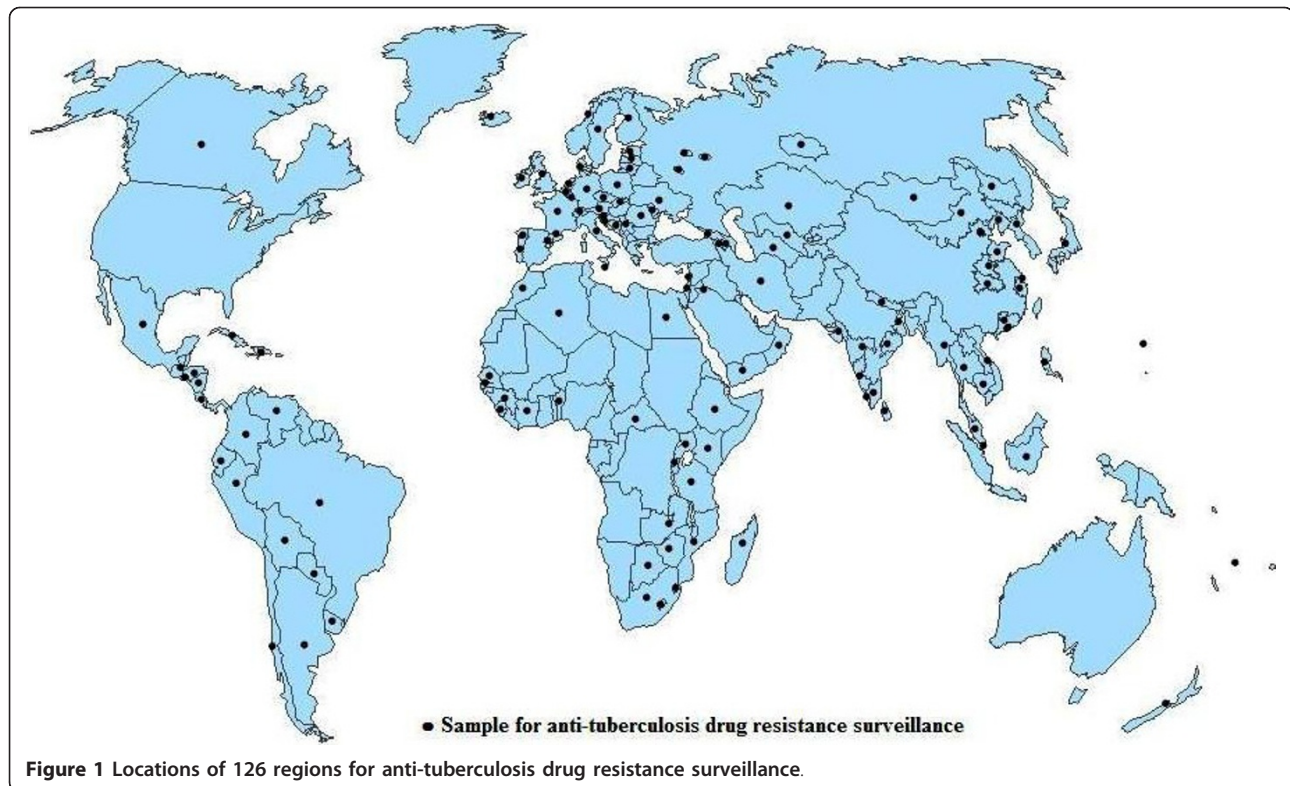 ● Sample for anti-tuberculosis drug resistance surveillance
Figure 1 Locations of 126 regions for anti-tuberculosis drug resistance surveillance.